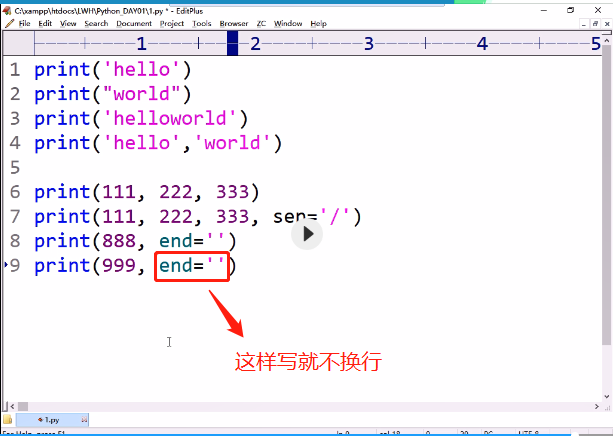 C:\xampp\htdocs\LWH\Python_DAY01\1.py * - EditPlus
File Edit View Search Document Project Tools Browser ZC Window Help
1 2 3 4 5
1 print('hello')
2 print("world")
3 print('helloworld')
4 print('hello','world')
5
6 print(111, 222, 333)
7 print(111, 222, 333, sep='/')
8 print(888, end='')
9 print(999, end='')
这样写就不换行
1.py